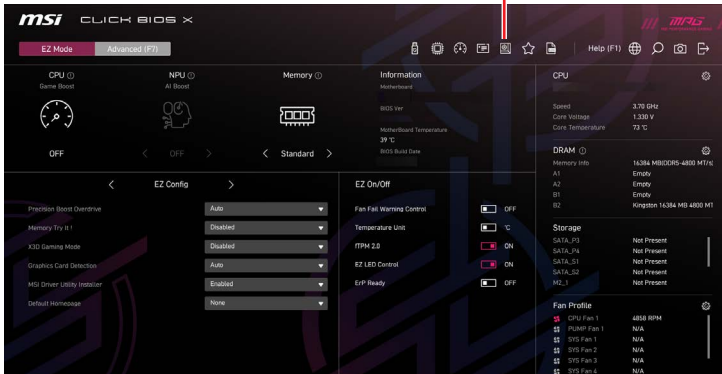 msi CLICK BIOS X
MRG
EZ Mode
Advanced (F7)
Help (F1)
CPU
Game Boost
OFF
NPU
AI Boost
OFF
Memory
Standard
Information
Motherboard
BIOS Ver
MotherBoard Temperature
39 °C
BIOS Build Date
EZ Config
Precision Boost Overdrive Auto
Memory Try It ! Disabled
X3D Gaming Mode Disabled
Graphics Card Detection Auto
MSI Driver Utility Installer Enabled
Default Homepage None
EZ On/Off
Fan Fail Warning Control OFF
Temperature Unit °C
fTPM 2.0 ON
EZ LED Control ON
ErP Ready OFF
CPU
Speed 3.70 GHz
Core Voltage 1.330 V
Core Temperature 73 °C
DRAM
Memory Info 16384 MB(DDR5-4800 MT/s)
A1 Empty
A2 Empty
B1 Empty
B2 Kingston 16384 MB 4800 MT
Storage
SATA_P3 Not Present
SATA_P4 Not Present
SATA_S1 Not Present
SATA_S2 Not Present
M2_1 Not Present
Fan Profile
CPU Fan 1 4858 RPM
PUMP Fan 1 N/A
SYS Fan 1 N/A
SYS Fan 2 N/A
SYS Fan 3 N/A
SYS Fan 4 N/A